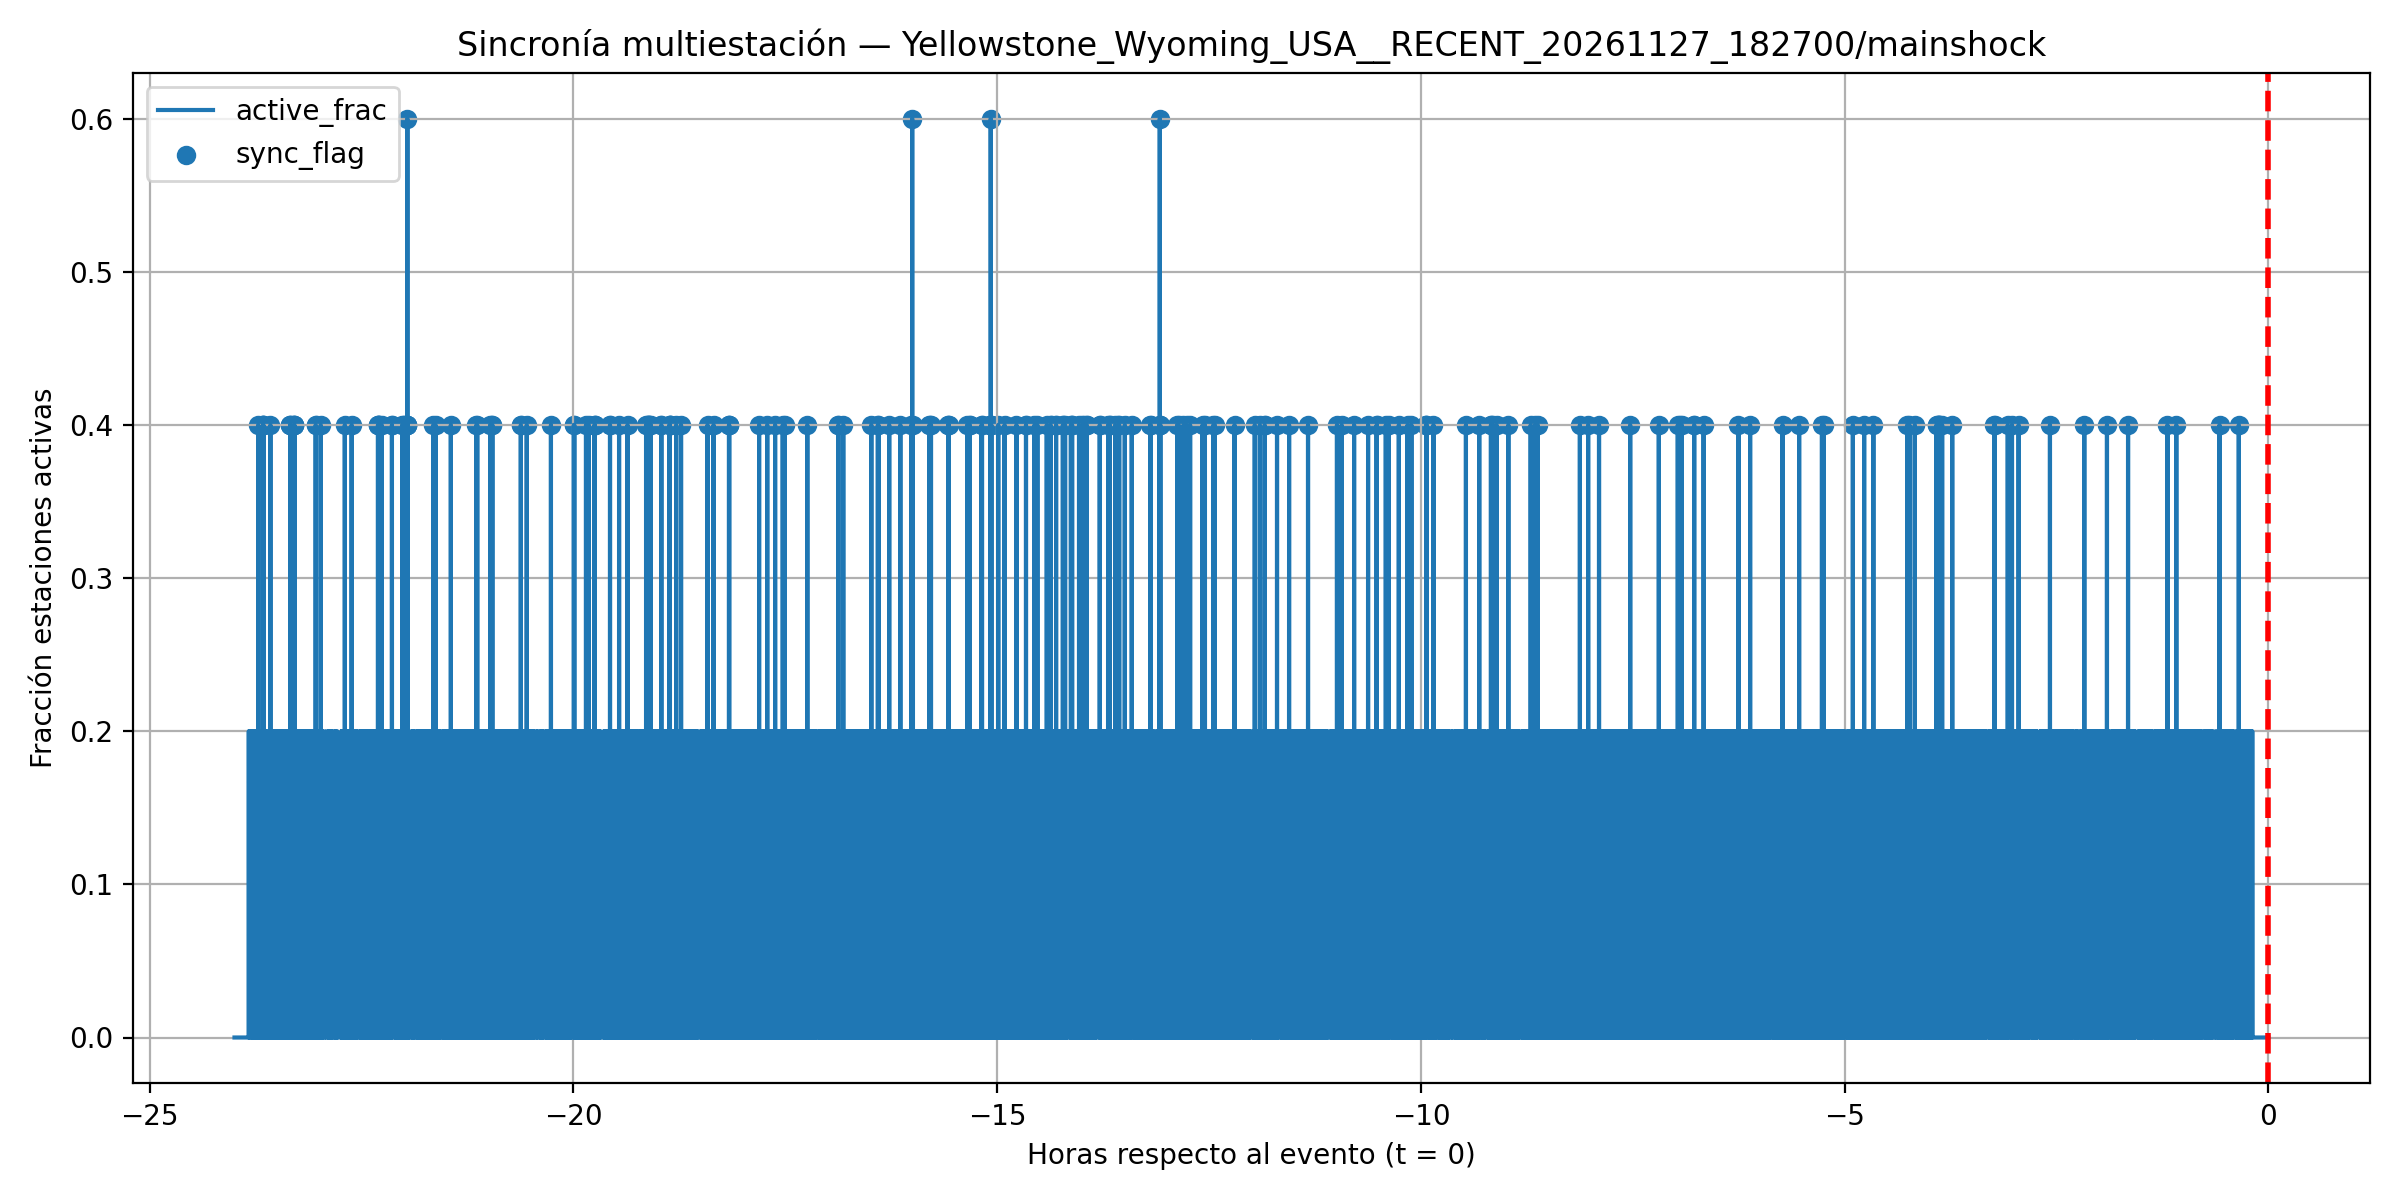 Sincronía multiestación — Yellowstone_Wyoming_USA__RECENT_20261127_182700/mainshock
active_frac
sync_flag
Fracción estaciones activas
0.6
0.5
0.4
0.3
0.2
0.1
0.0
−25 −20 −15 −10 −5 0
Horas respecto al evento (t = 0)